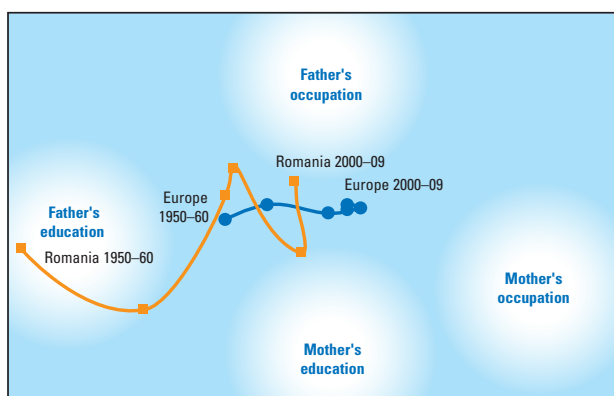 Father's
occupation
Romania 2000–09
Europe 2000–09
Europe
1950–60
Father's
education
Romania 1950–60
Mother's
occupation
Mother's
education